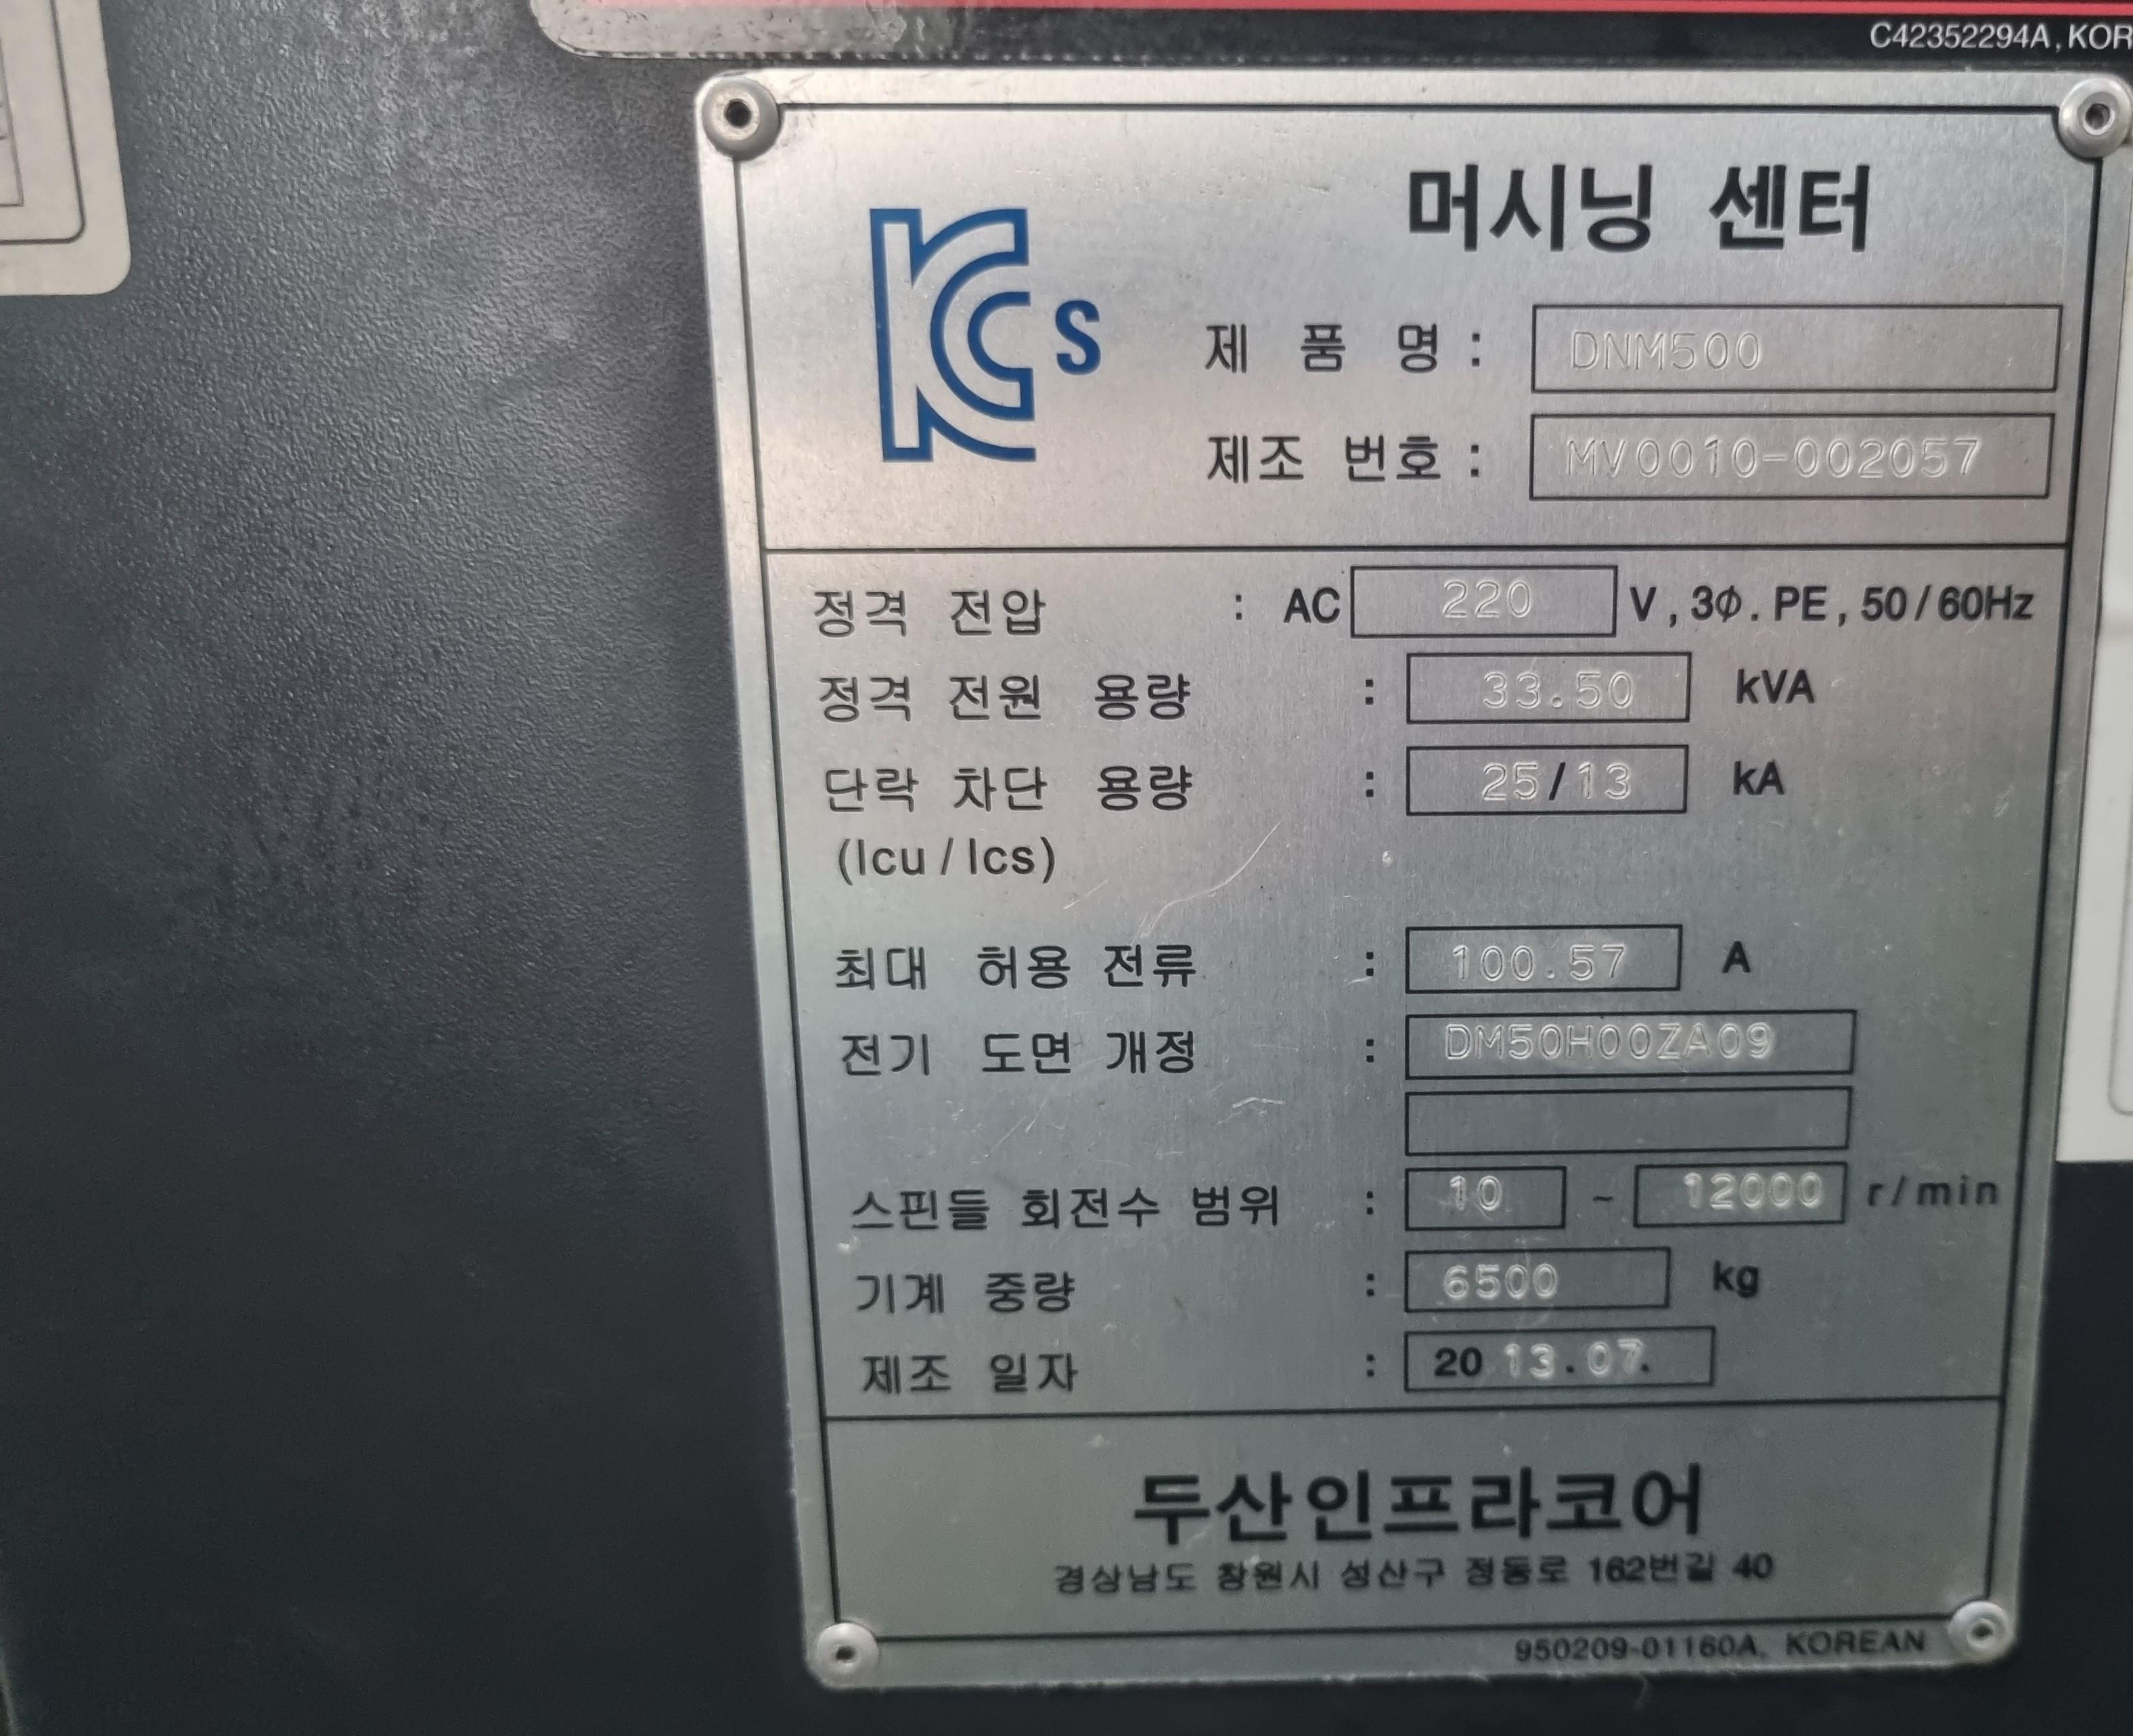 C42352294A, KOR
머시닝 센터
KCs
제 품 명 : DNM500
제조 번호 : MV0010-002057
정격 전압 : AC 220 V, 3Φ. PE, 50/60Hz
정격 전원 용량 : 33.50 kVA
단락 차단 용량 : 25/13 kA
(Icu/Ics)
최대 허용 전류 : 100.57 A
전기 도면 개정 : DM50H00ZA09
스핀들 회전수 범위 : 10 ~ 12000 r/min
기계 중량 : 6500 kg
제조 일자 : 2013.07.
두산인프라코어
경상남도 창원시 성산구 정동로 162번길 40
950209-01160A, KOREAN